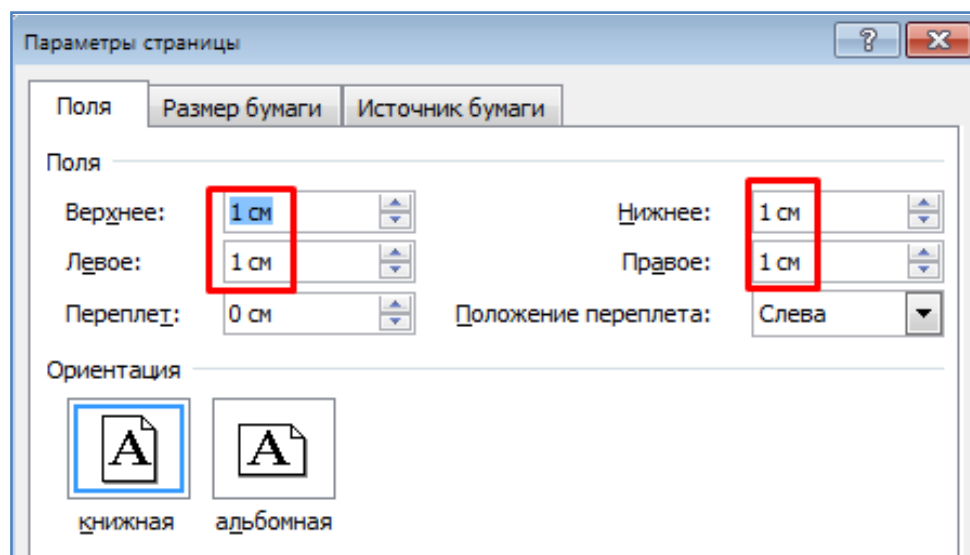 Параметры страницы
Поля Размер бумаги Источник бумаги
Поля
Верхнее: 1 см Нижнее: 1 см
Левое: 1 см Правое: 1 см
Переплет: 0 см Положение переплета: Слева
Ориентация
A A
книжная альбомная